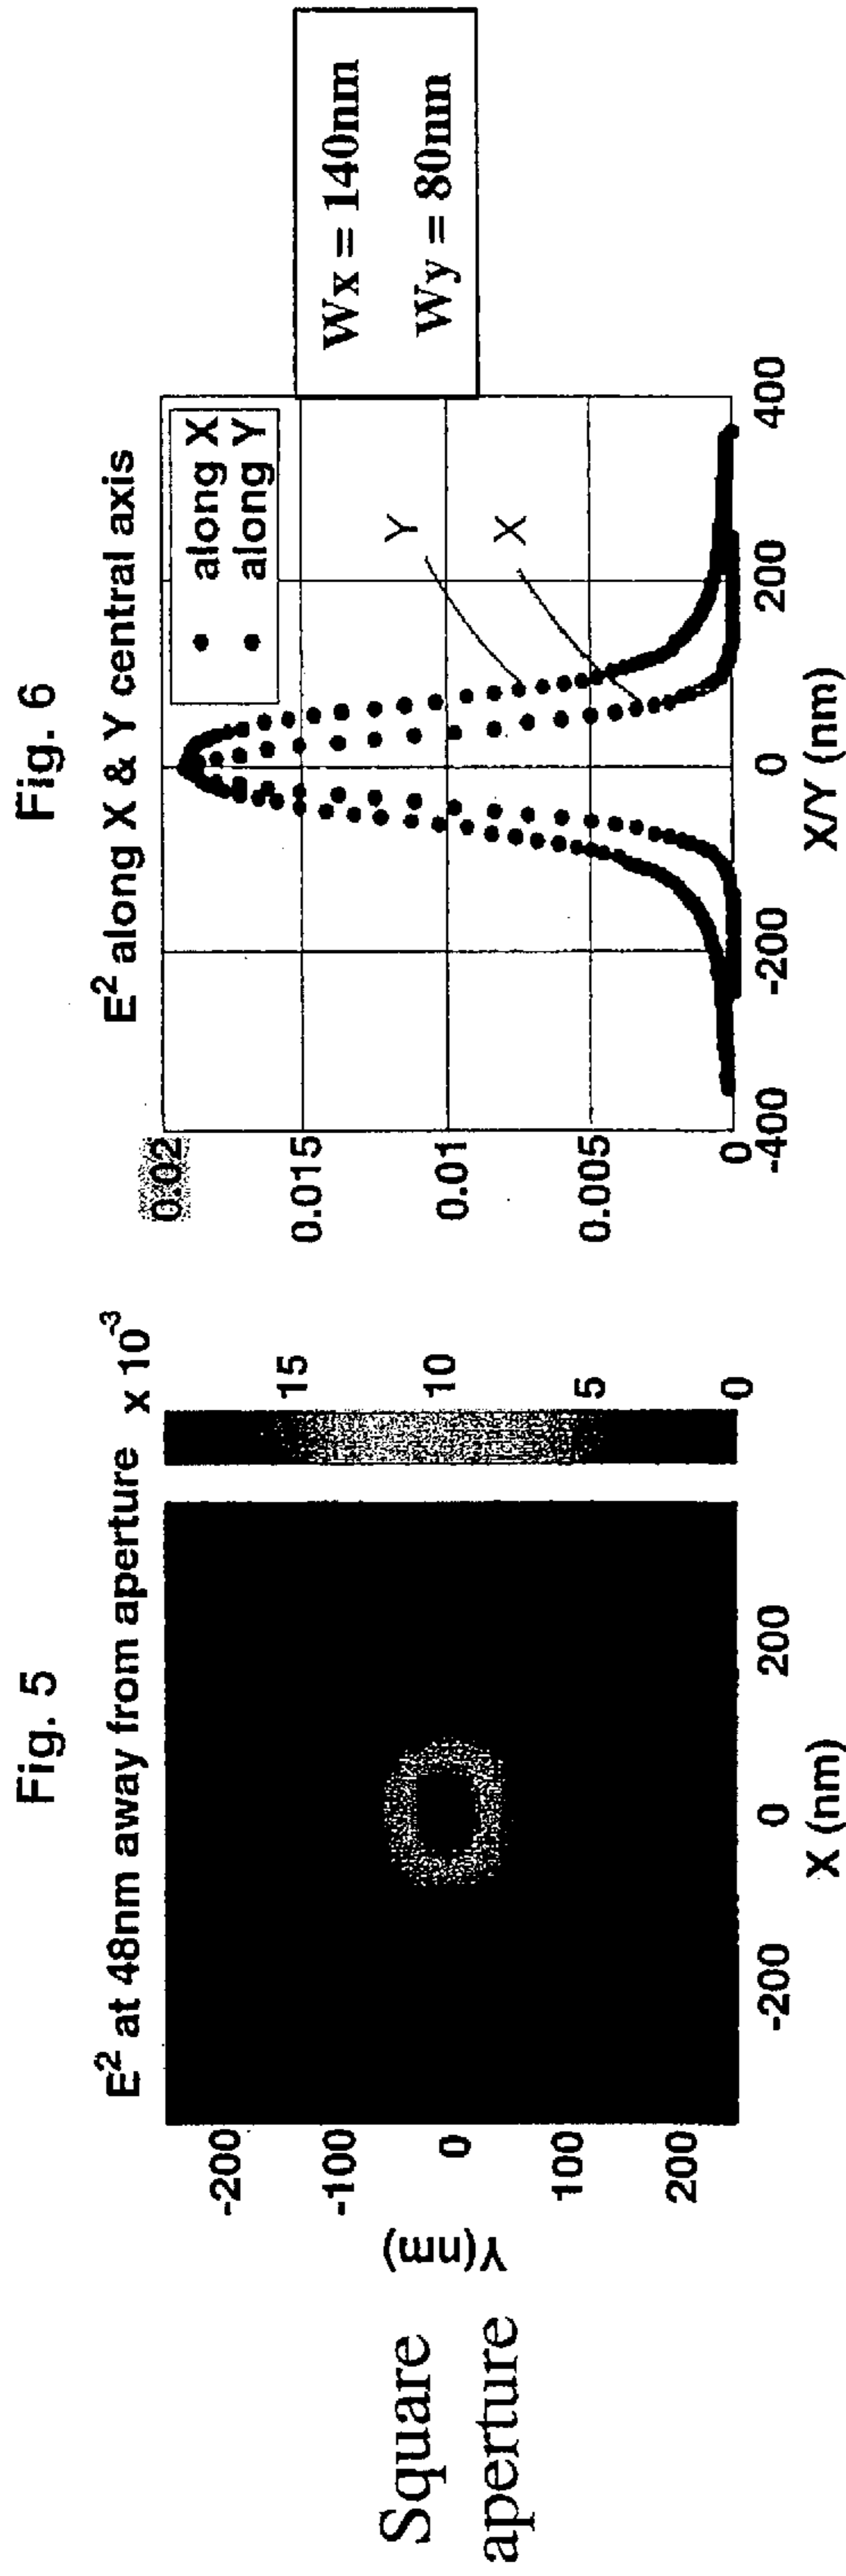 Square
aperture
Fig. 5
E² at 48nm away from aperture
x 10⁻³
Y(nm)
-200
-100
0
100
200
-200
0
200
X (nm)
15
10
5
0
Fig. 6
E² along X & Y central axis
0.02
0.015
0.01
0.005
0
-400
-200
0
200
400
X/Y (nm)
along X
along Y
Y
X
Wx = 140nm
Wy = 80nm